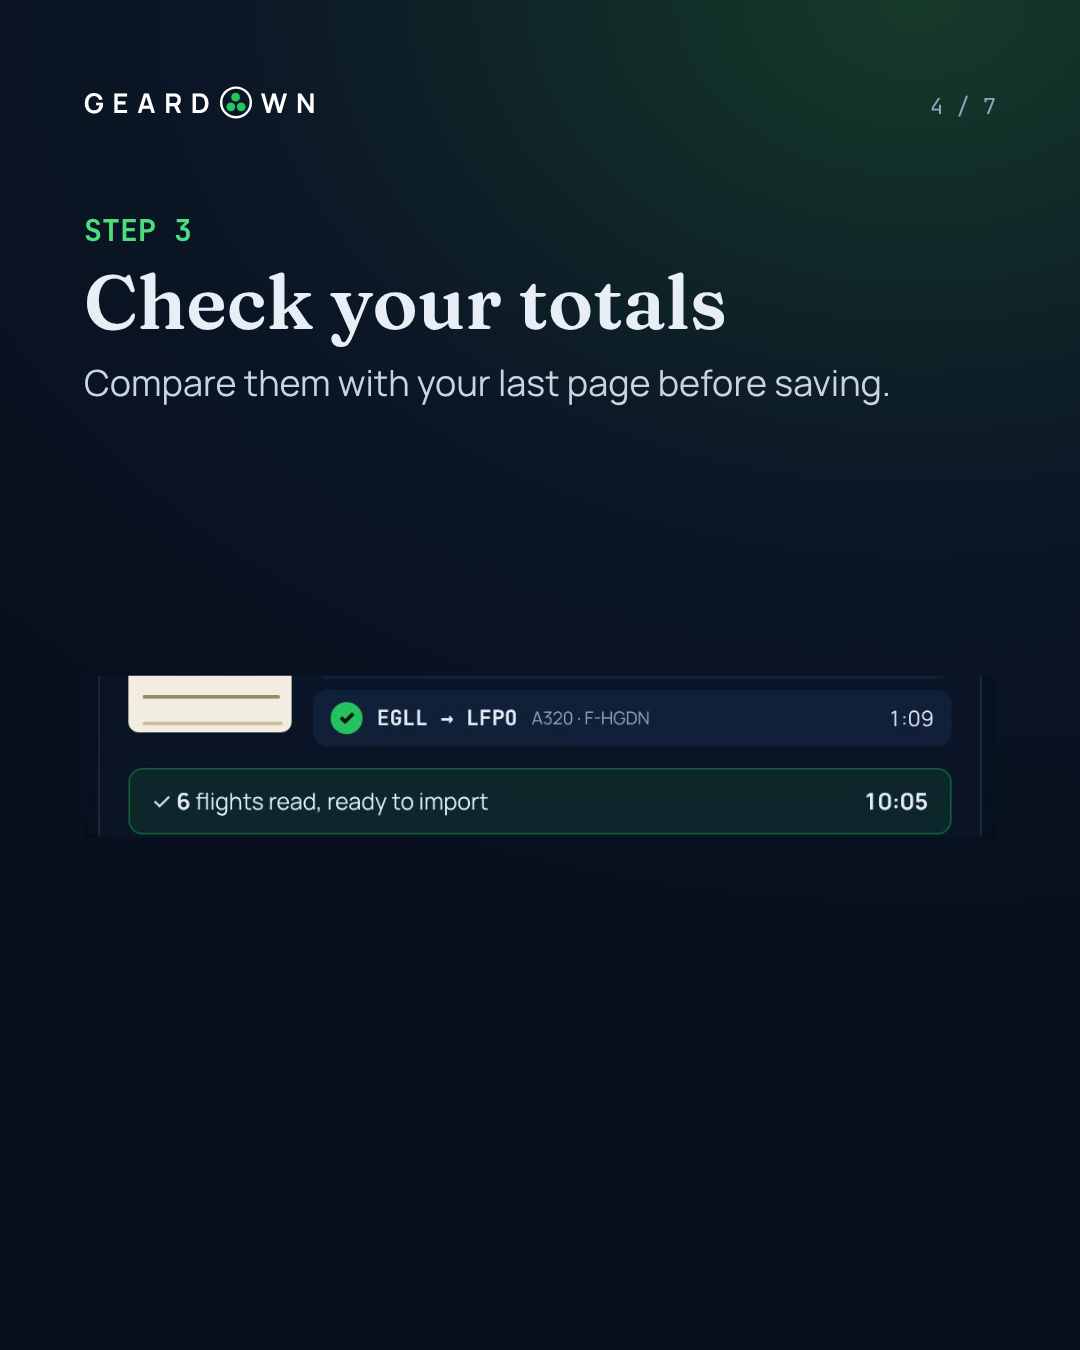 GEARDOWN
4 / 7
STEP 3
Check your totals
Compare them with your last page before saving.
EGLL → LFPO A320 · F-HGDN 1:09
✓ 6 flights read, ready to import 10:05